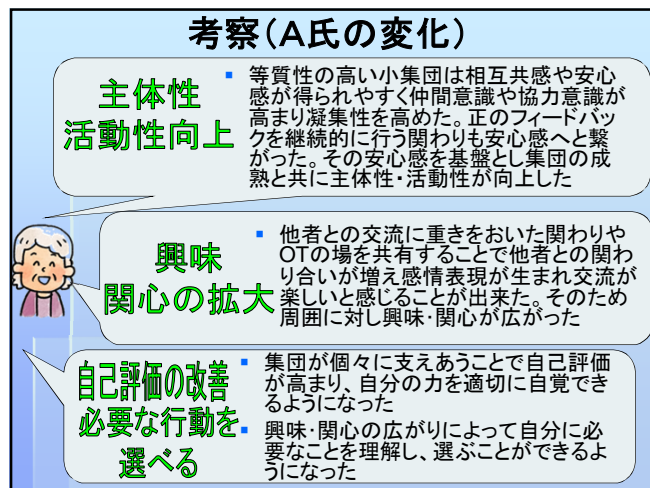 考察(A氏の変化)
主体性
活動性向上
▪ 等質性の高い小集団は相互共感や安心
感が得られやすく仲間意識や協力意識が
高まり凝集性を高めた。正のフィードバッ
クを継続的に行う関わりも安心感へと繋
がった。その安心感を基盤とし集団の成
熟と共に主体性・活動性が向上した
興味
関心の拡大
▪ 他者との交流に重きをおいた関わりや
OTの場を共有することで他者との関わ
り合いが増え感情表現が生まれ交流が
楽しいと感じることが出来た。そのため
周囲に対し興味・関心が広がった
自己評価の改善
必要な行動を
選べる
▪ 集団が個々に支えあうことで自己評価
が高まり、自分の力を適切に自覚でき
るようになった
▪ 興味・関心の広がりによって自分に必
要なことを理解し、選ぶことができるよ
うになった